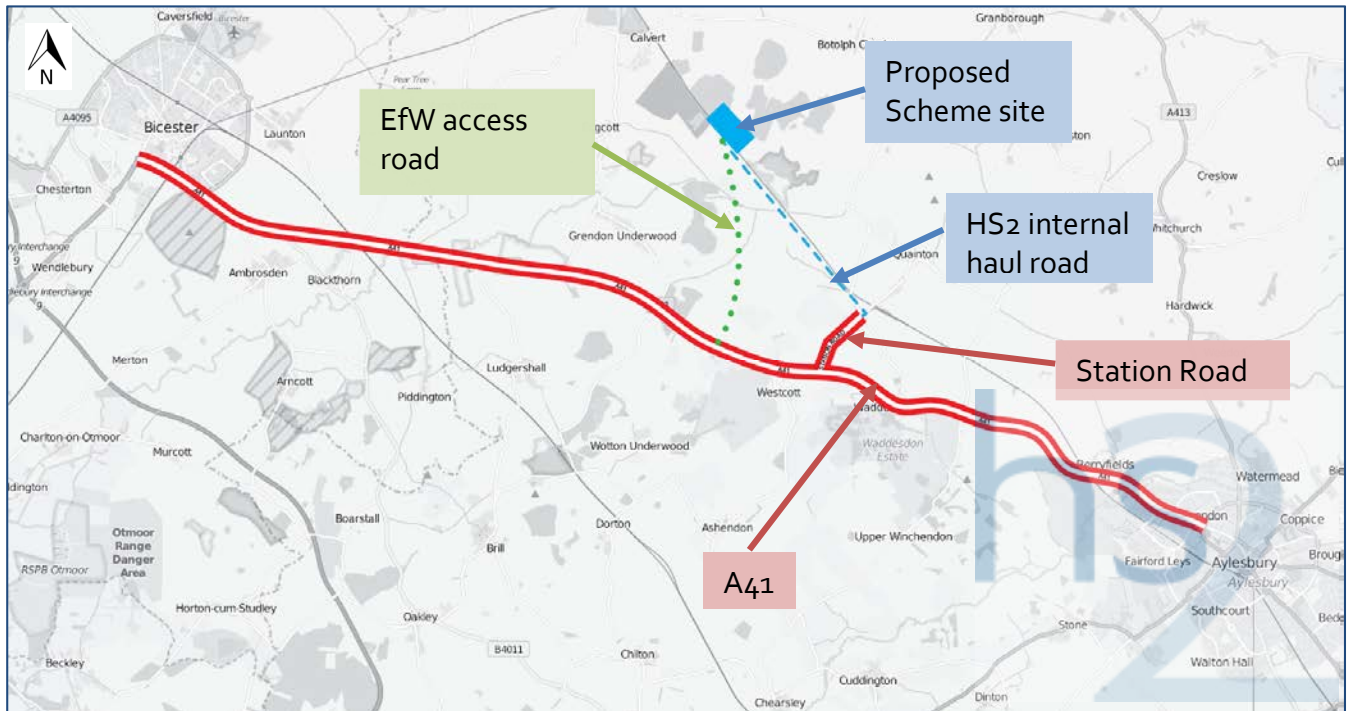 Caversfield
Bicester
Granborough
Calvert
N
Proposed
Scheme site
EfW access
road
A4095
Bicester
Launton
A413
Chesterton
Creslow
Grendon Underwood
HS2 internal
haul road
Quainton
Whitchurch
Wendlebury
Ambrosden
Blackthorn
Hardwick
9
Merton
Ludgershall
Station Road
Arncott
Piddington
Westcott
Charlton-on-Otmoor
Murcott
Wotton Underwood
Waddesdon
Estate
Berryfields
Watermead
Boarstall
Dorton
Ashendon
Upper Winchendon
Coppice
Otmoor
Range
Danger
Area
RSPB Otmoor
Brill
A41
Fairford Leys
Aylesbury
Aylesbury
hs2
Horton-cum-Studley
Oakley
Southcourt
Stone
B4011
Chilton
Walton Hall
Beckley
Cuddington
Dinton
Chearsley